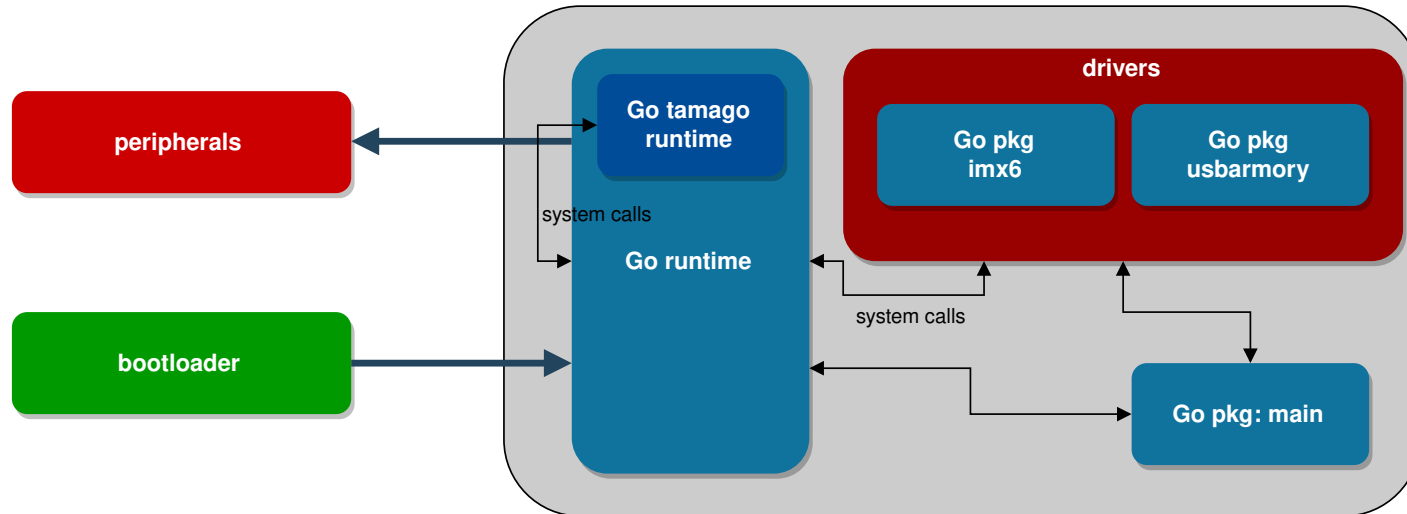 peripherals
bootloader
Go tamago
runtime
system calls
Go runtime
system calls
drivers
Go pkg
imx6
Go pkg
usbarmory
Go pkg: main